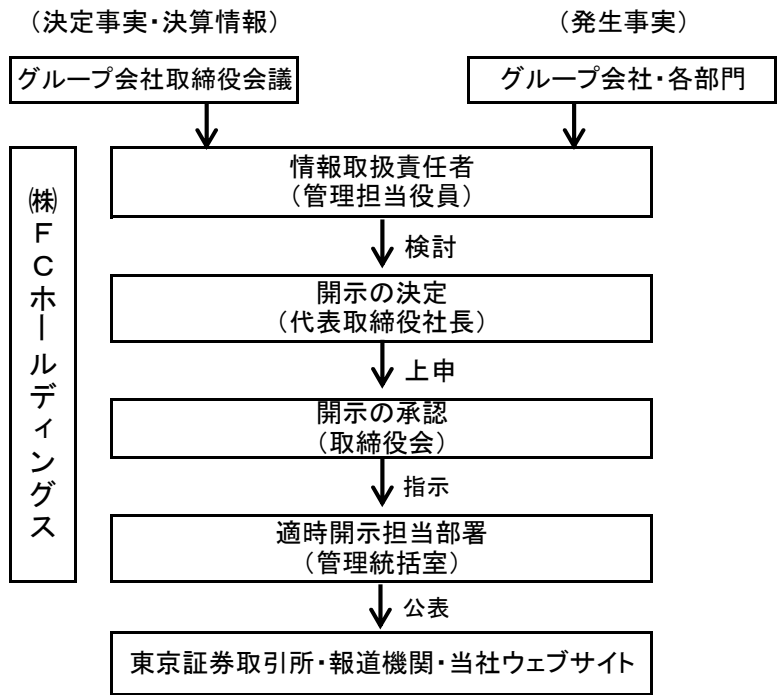 （決定事実・決算情報）
（発生事実）
グループ会社取締役会議
グループ会社・各部門
㈱FCホールディングス
情報取扱責任者
（管理担当役員）
検討
開示の決定
（代表取締役社長）
上申
開示の承認
（取締役会）
指示
適時開示担当部署
（管理統括室）
公表
東京証券取引所・報道機関・当社ウェブサイト